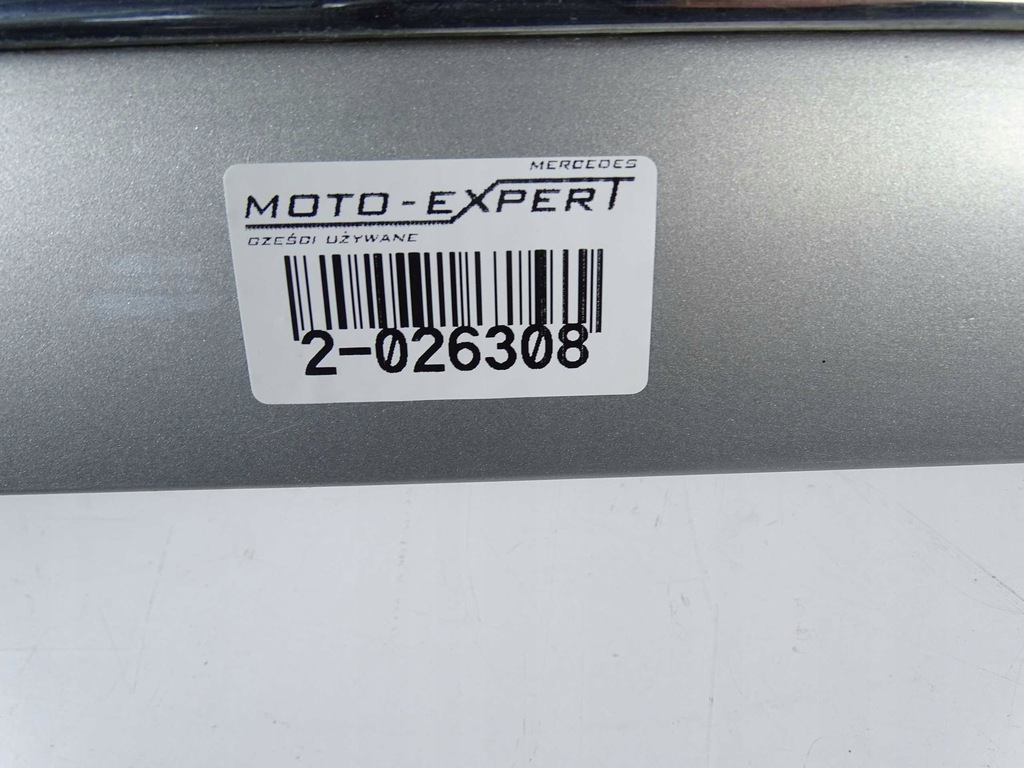 MERCEDES
MOTO-EXPERT
CZĘŚCI UŻYWANE
2-026308